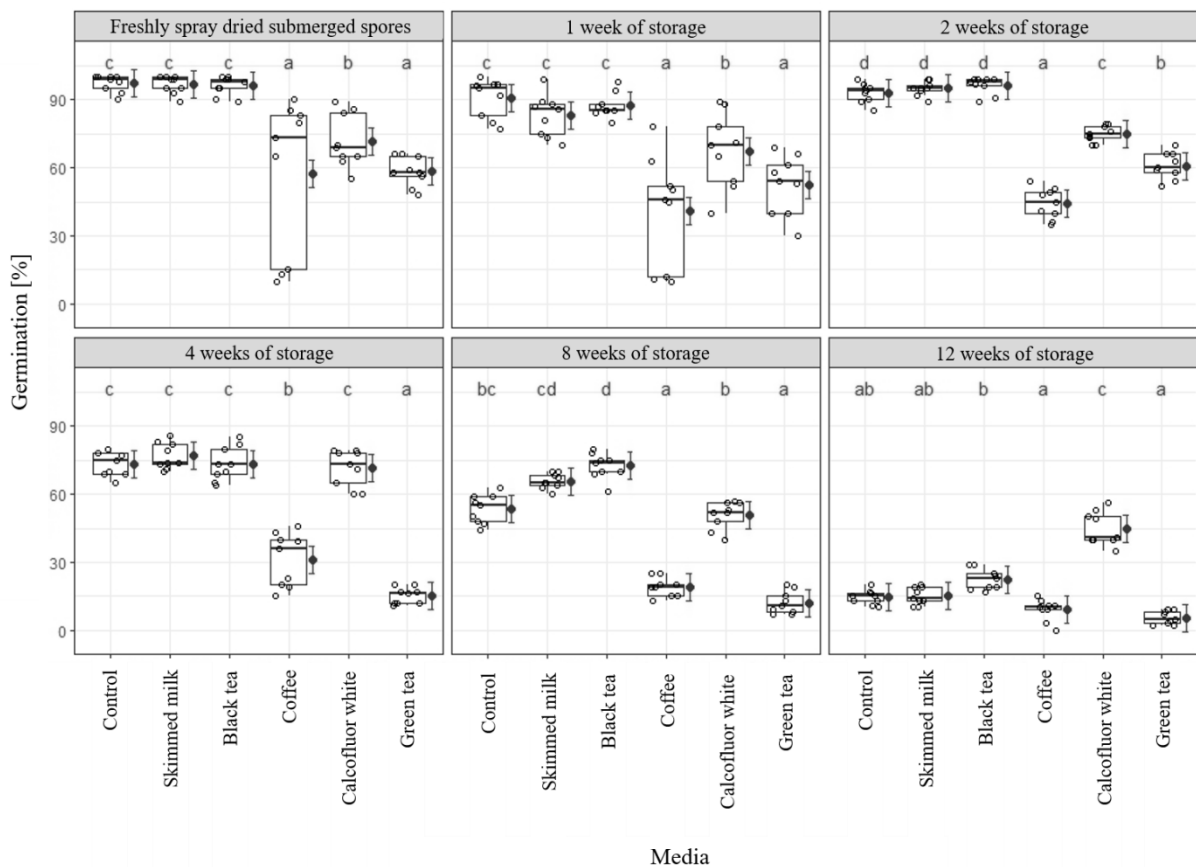 Freshly spray dried submerged spores
1 week of storage
2 weeks of storage
c c c a b a
c c c a b a
d d d a c b
90
60
30
0
4 weeks of storage
8 weeks of storage
12 weeks of storage
c c c b c a
bc cd d a b a
ab ab b a c a
90
60
30
0
Germination [%]
Control
Skimmed milk
Black tea
Coffee
Calcofluor white
Green tea
Control
Skimmed milk
Black tea
Coffee
Calcofluor white
Green tea
Control
Skimmed milk
Black tea
Coffee
Calcofluor white
Green tea
Media